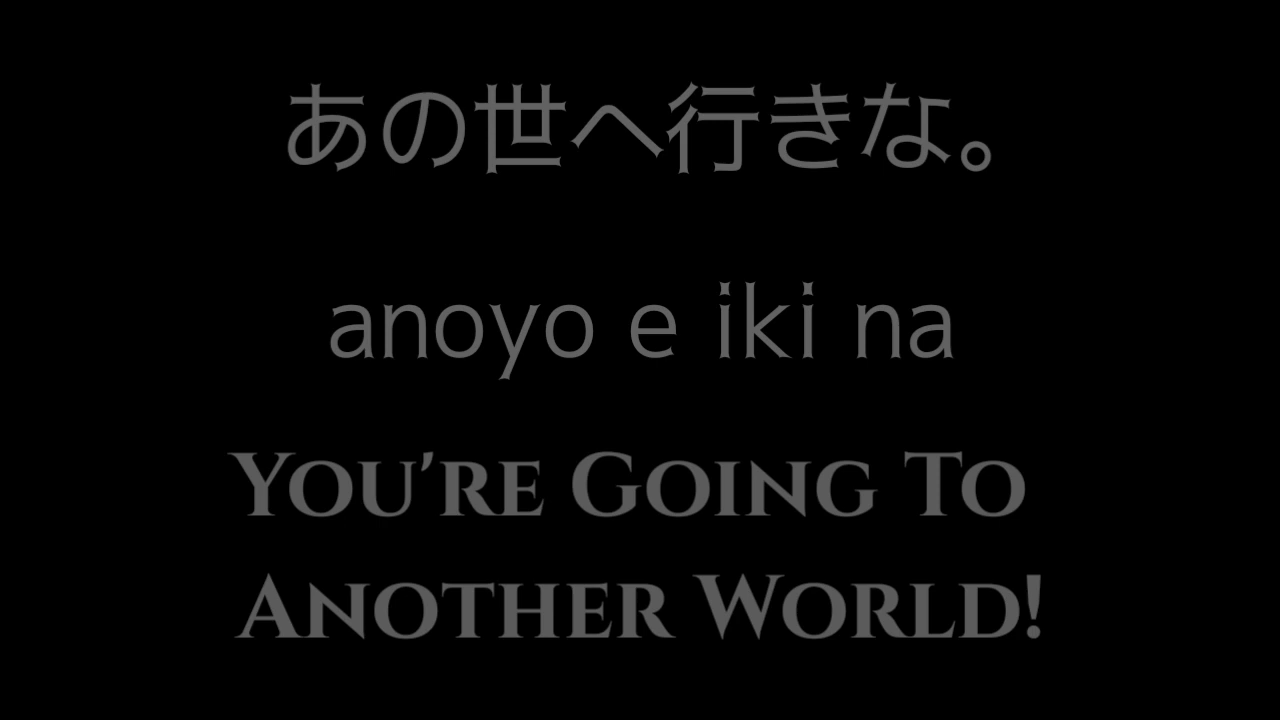 あの世へ行きな。
anoyo e iki na
You're Going To
Another World!